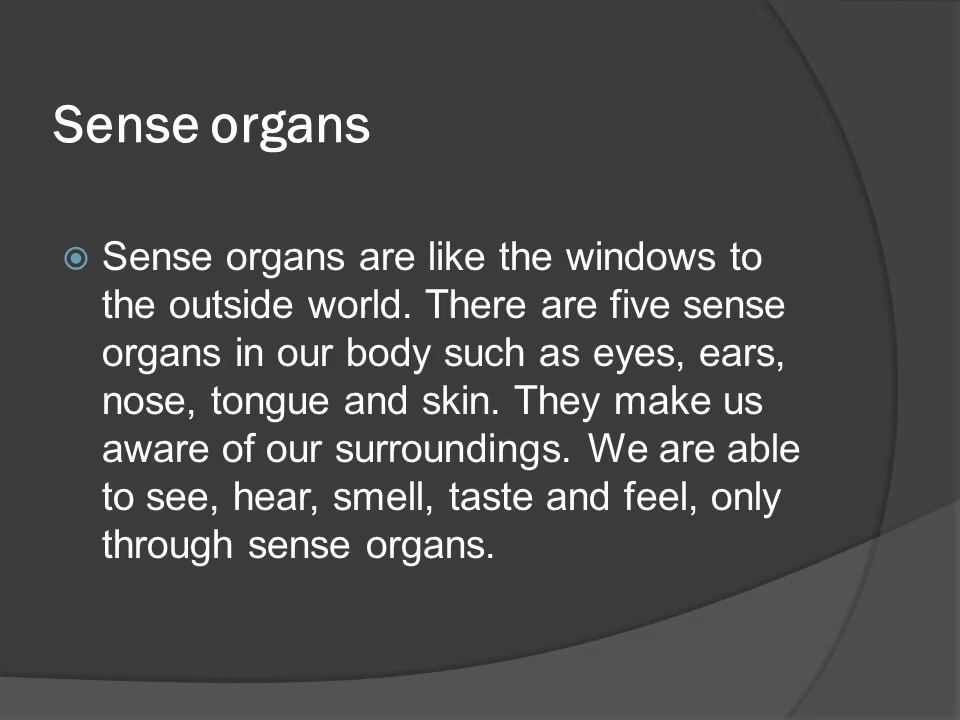 Sense organs
Sense organs are like the windows to
the outside world. There are five sense
organs in our body such as eyes, ears,
nose, tongue and skin. They make us
aware of our surroundings. We are able
to see, hear, smell, taste and feel, only
through sense organs.